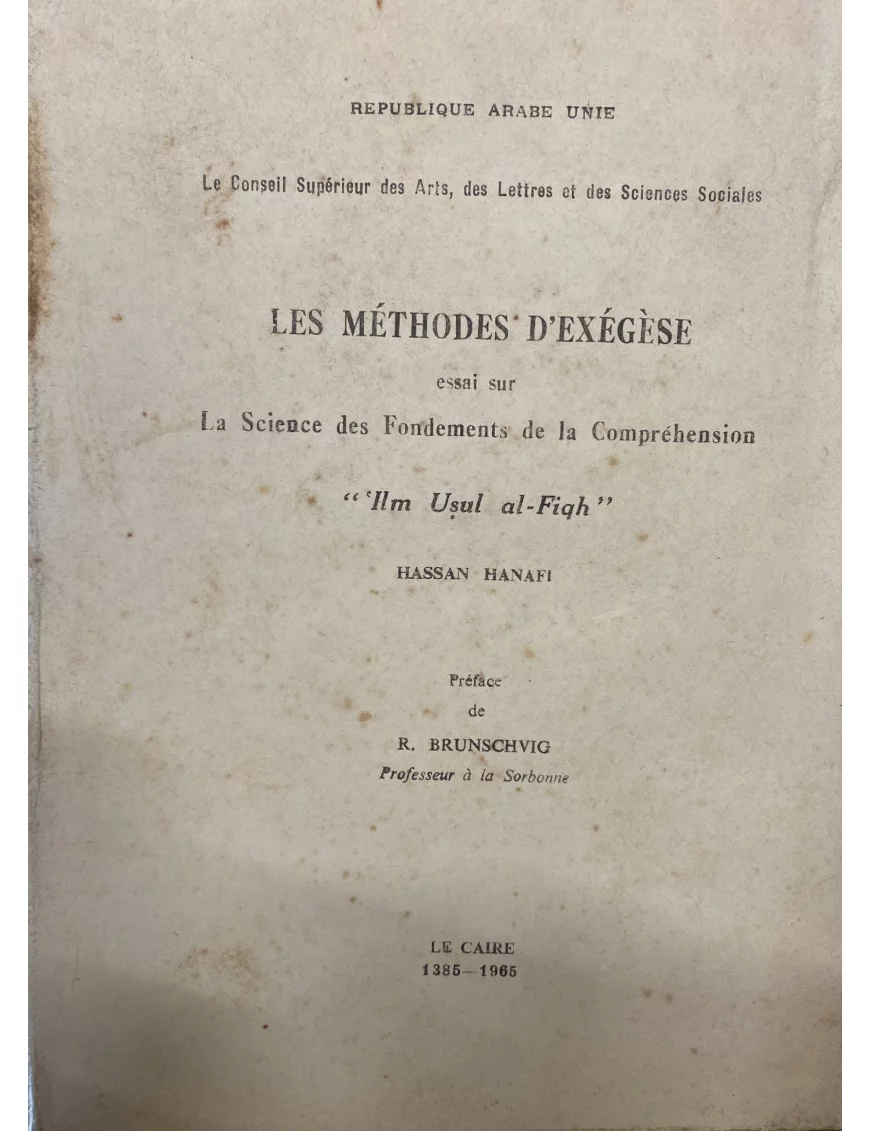 REPUBLIQUE ARABE UNIE
Le Conseil Supérieur des Arts, des Lettres et des Sciences Sociales
LES MÉTHODES D'EXÉGÈSE
essai sur
La Science des Fondements de la Compréhension
“‘Ilm Uṣul al-Fiqh”
HASSAN HANAFI
Préface
de
R. BRUNSCHVIG
Professeur à la Sorbonne
LE CAIRE
1385—1965